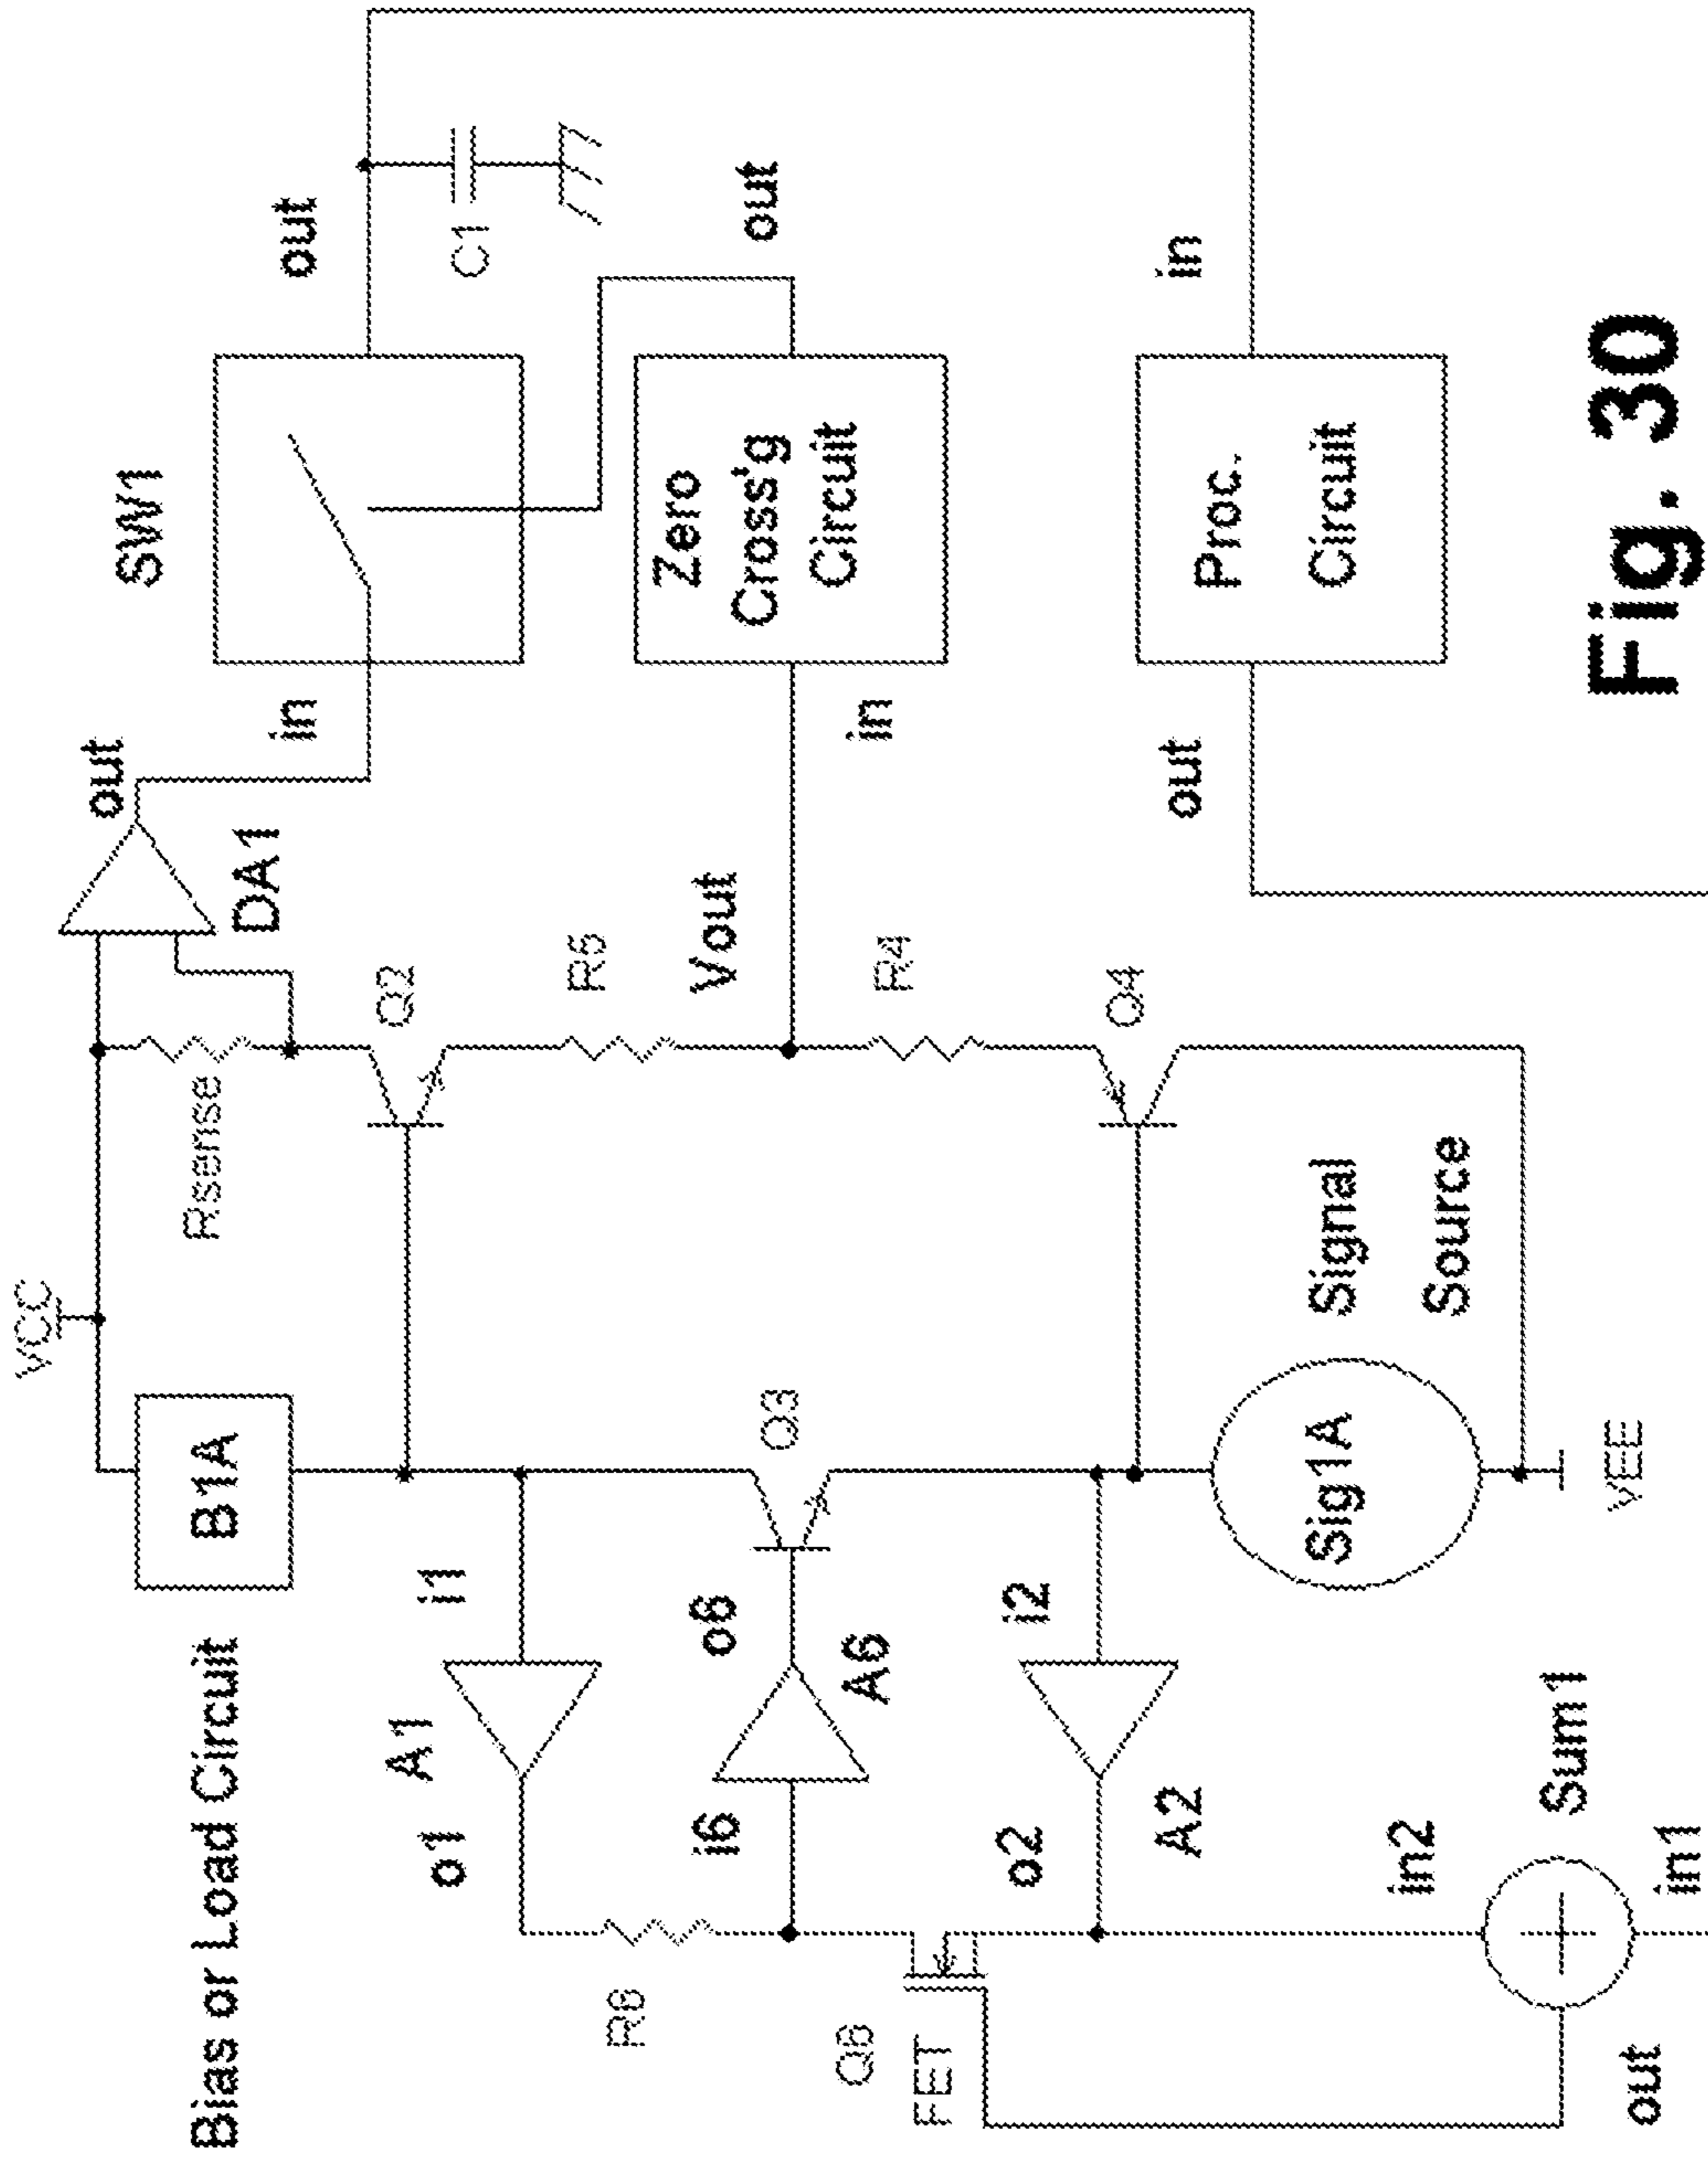 Bias or Load Circuit
VCC
B1A
Rsense
out
DA1
in
SW1
out
C1
A1
i1
o1
Q2
R5
R6
o6
Q3
Vout
Zero
Cross'g
Circuit
in
out
i6
A6
Q6
FET
R4
o2
i2
A2
Q4
in2
Sig1A
Signal
Source
out
Proc.
Circuit
in
Sum1
VEE
out
in1
Fig. 30